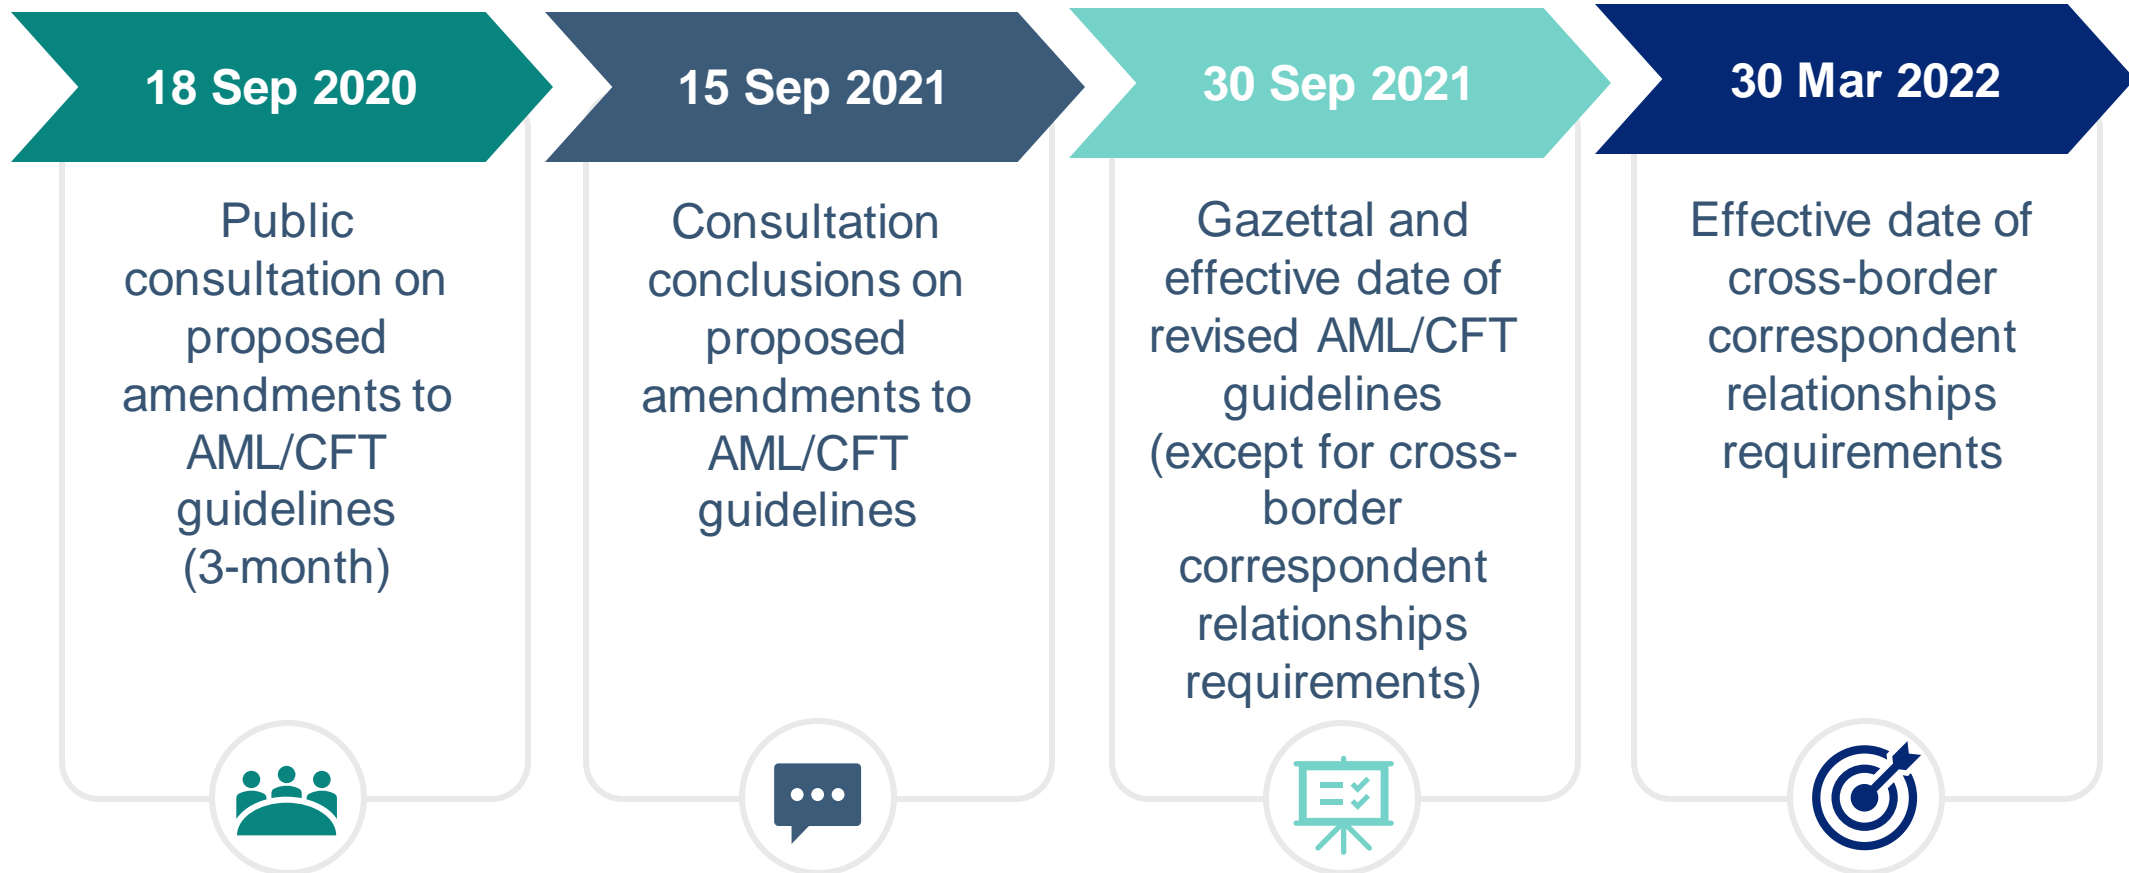 18 Sep 2020
Public
consultation on
proposed
amendments to
AML/CFT
guidelines
(3-month)
15 Sep 2021
Consultation
conclusions on
proposed
amendments to
AML/CFT
guidelines
30 Sep 2021
Gazettal and
effective date of
revised AML/CFT
guidelines
(except for cross-
border
correspondent
relationships
requirements)
30 Mar 2022
Effective date of
cross-border
correspondent
relationships
requirements